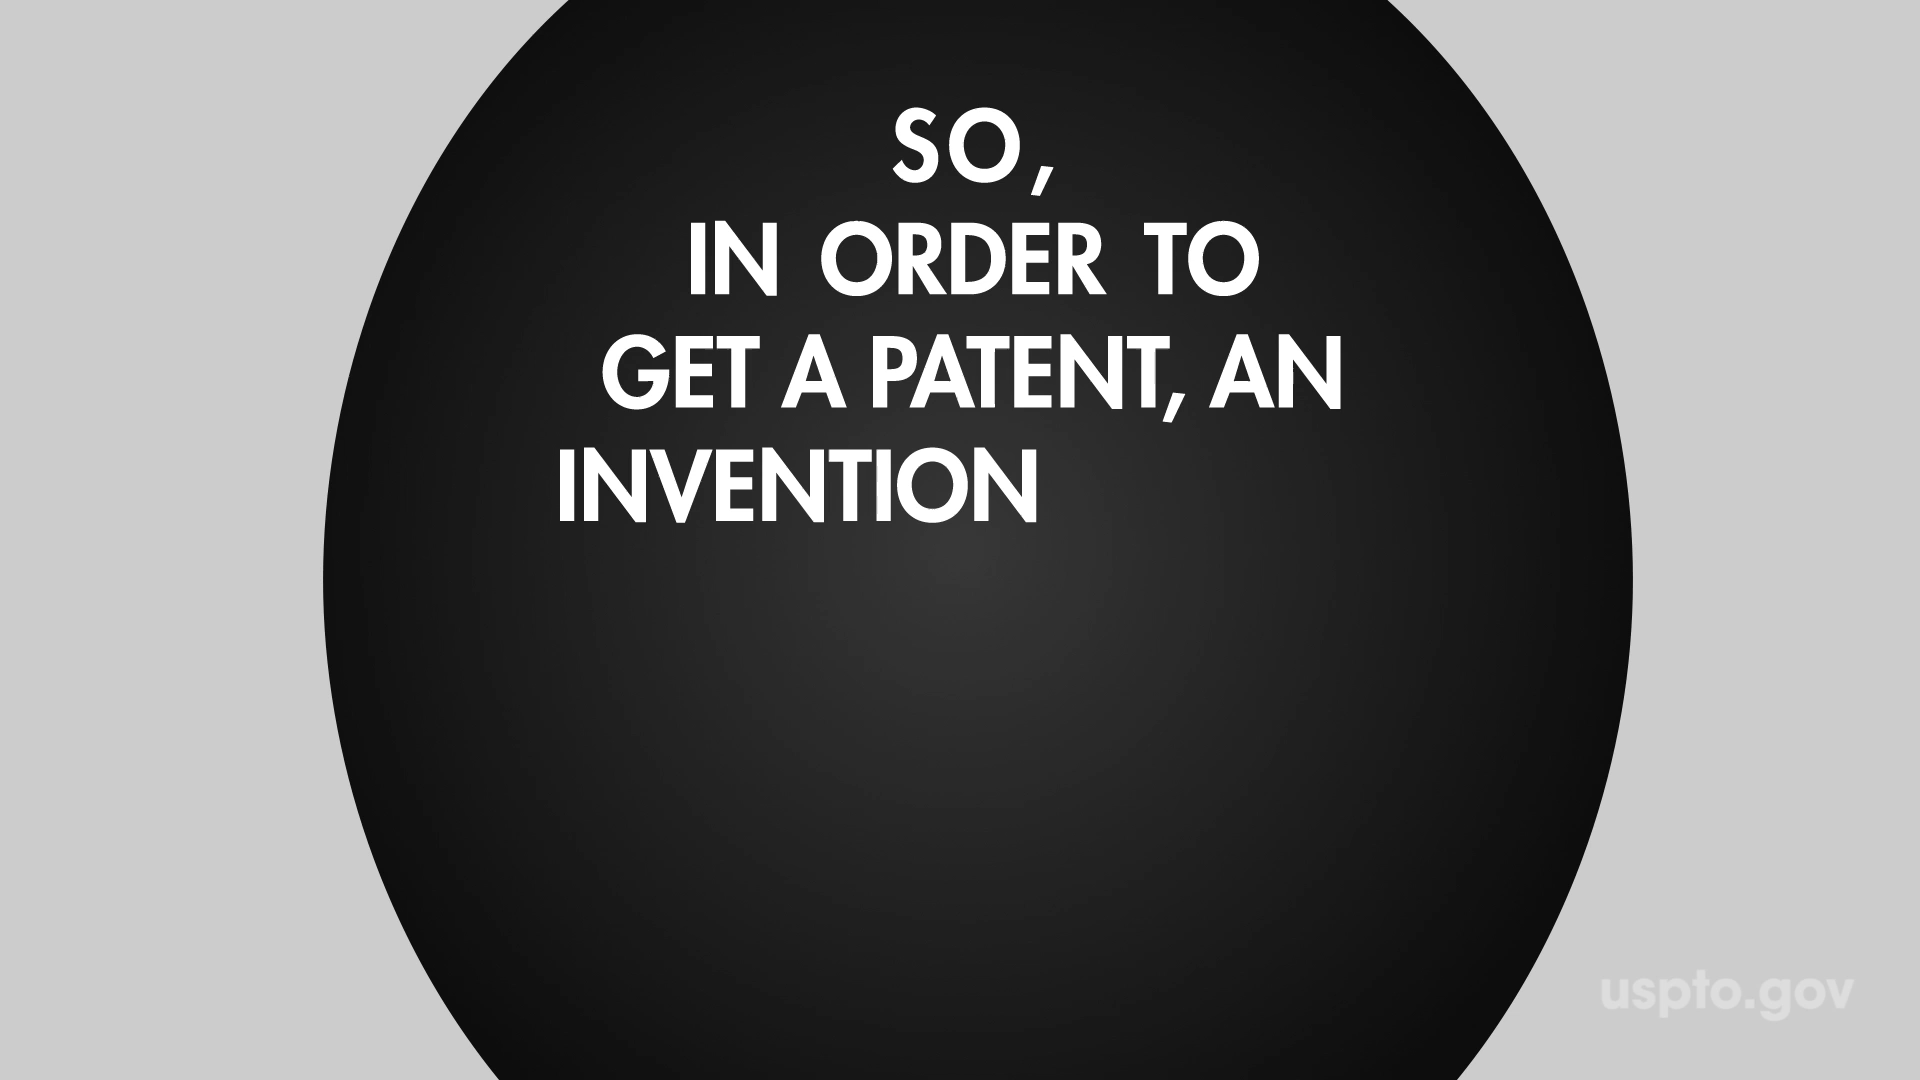 SO,
IN ORDER TO
GET A PATENT, AN
INVENTION
uspto.gov